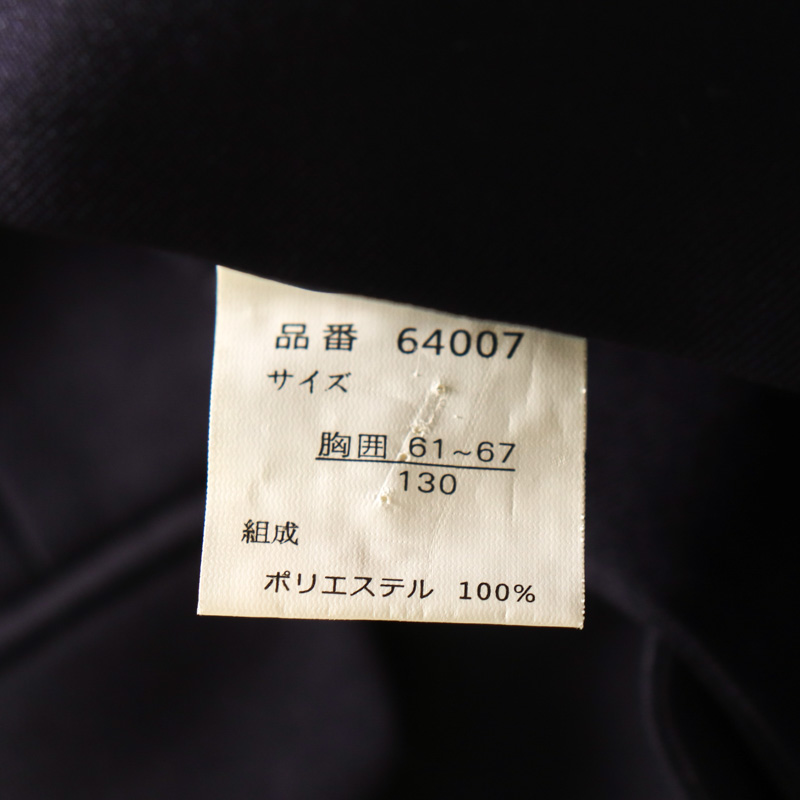 品番 64007
サイズ
胸囲 61~67
130
組成
ポリエステル 100%